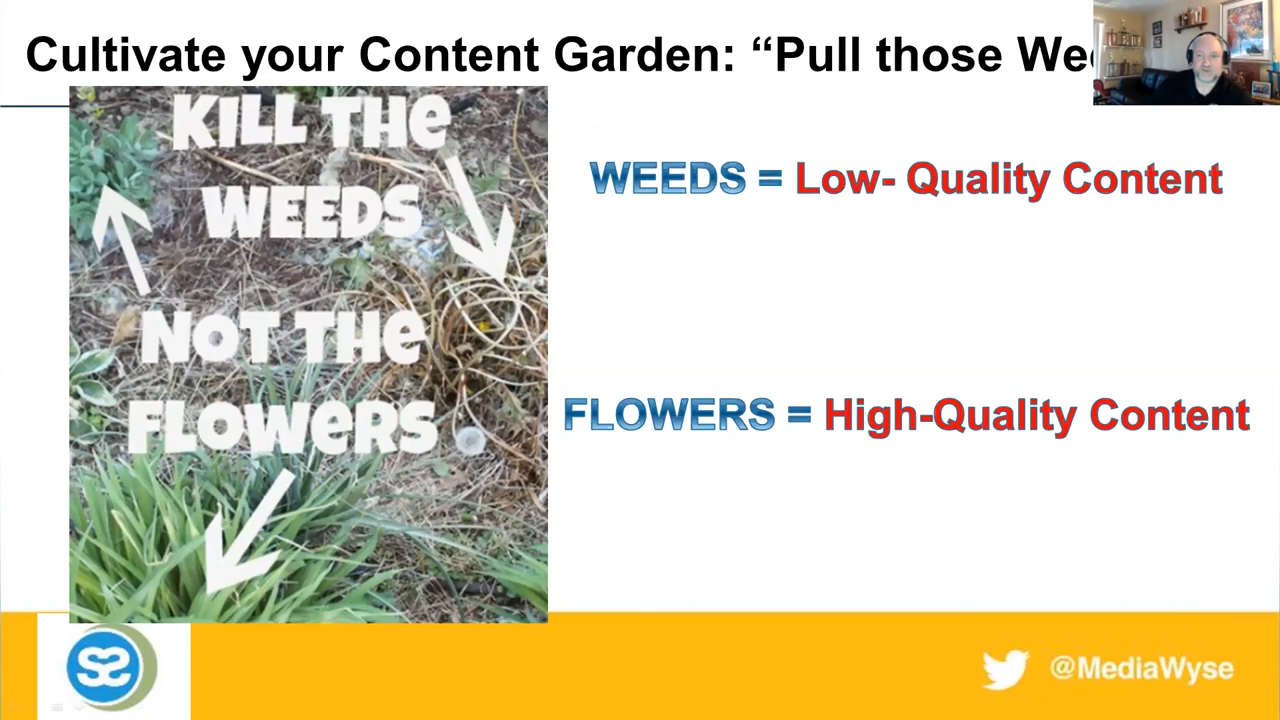 Cultivate your Content Garden: “Pull those We
KILL THE
WEEDS
NOT THE
FLOWERS
WEEDS = Low- Quality Content
FLOWERS = High-Quality Content
@MediaWyse